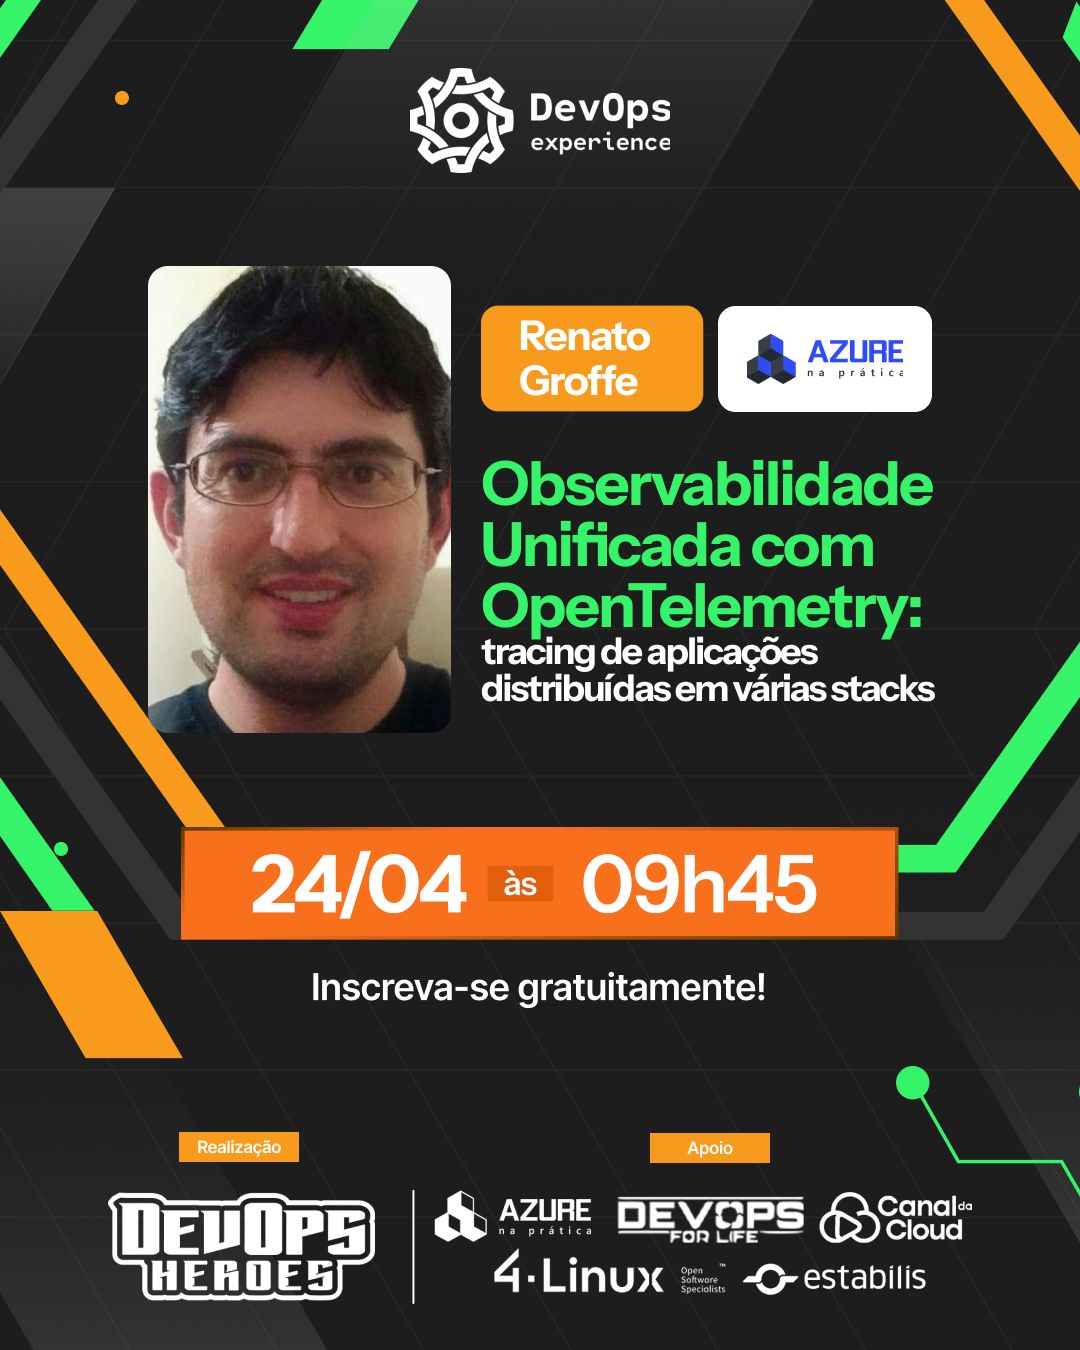 DevOps
experience
Renato
Groffe
AZURE
na prática
Observabilidade
Unificada com
OpenTelemetry:
tracing de aplicações
distribuídas em várias stacks
24/04 às 09h45
Inscreva-se gratuitamente!
Realização
Apoio
DEVOPS
HEROES
AZURE
na prática
DEVOPS
FOR LIFE
Canal da
Cloud
4.Linux
Open
Software
Specialists
™
estabilis